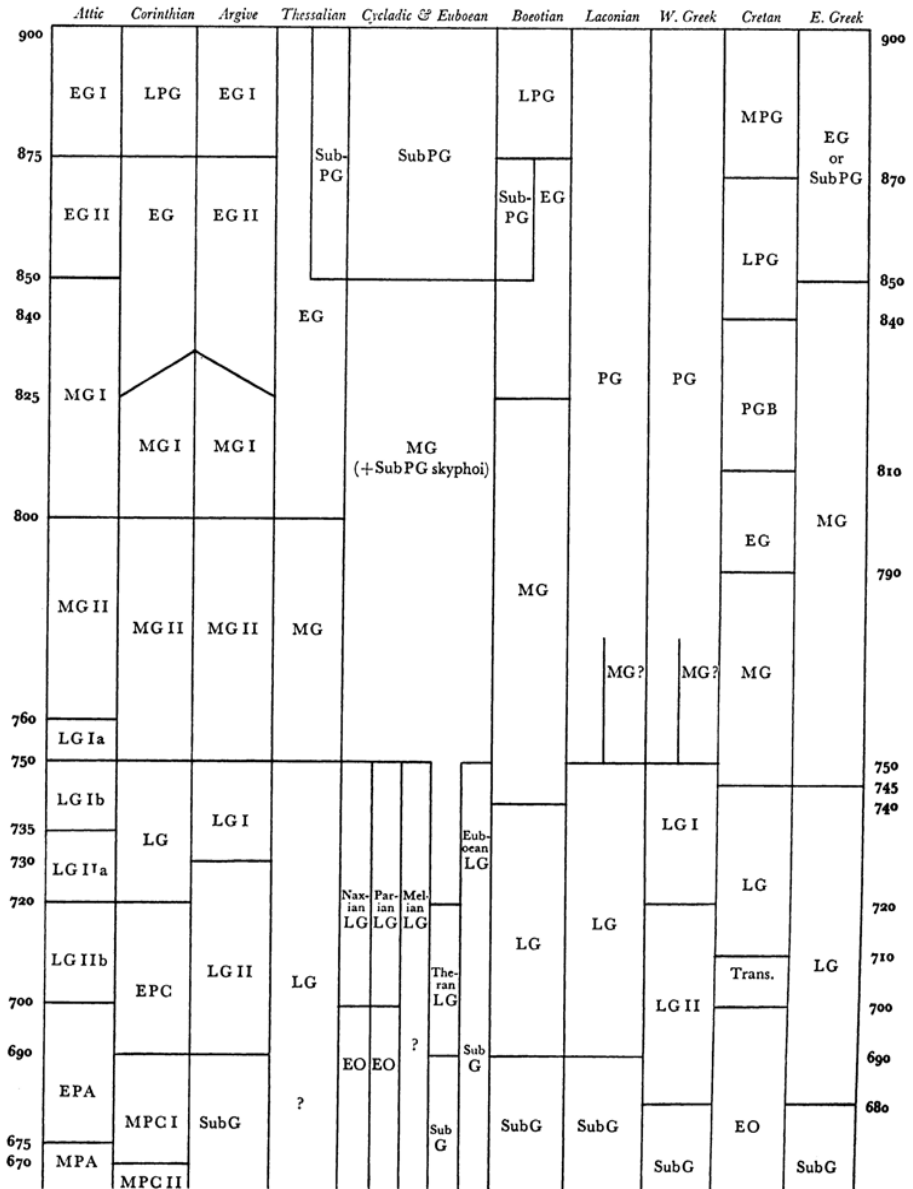 Attic Corinthian Argive Thessalian Cycladic & Euboean Boeotian Laconian W. Greek Cretan E. Greek
900 900
EG I LPG EG I LPG
MPG
EG
or
SubPG
875 Sub-
PG
SubPG
870
EG II EG EG II Sub-
PG
EG
LPG
850 850
840 EG 840
PG PG
825 MG I PGB
MG I MG I MG
(+SubPG skyphoi)
810
800 MG
EG
790
MG II MG II MG II MG MG
MG? MG? MG
760
LG Ia
750 750
745
740
LG Ib LG I LG I
735 LG Eub-
oean
LG
730
LG IIa Nax-
ian
LG
Par-
ian
LG
Mel-
ian
LG
LG
720 720
LG
710
LG IIb LG II LG The-
ran
LG
LG Trans. LG
EPC LG II
700 700
690 690
EO EO ? Sub
G
EPA ? 680
MPC I SubG Sub
G
SubG SubG EO
675
670 MPA SubG SubG
MPC II